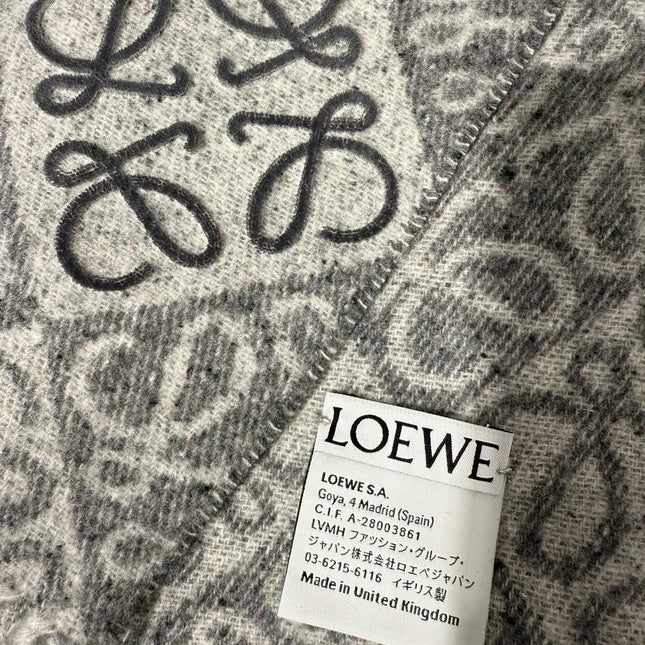 LOEWE
LOEWE S.A.
Goya, 4 Madrid (Spain)
C.I.F. A-28003861
LVMH ファッション・グループ・
ジャパン株式会社ロエベジャパン
03-6215-6116 イギリス製
Made in United Kingdom